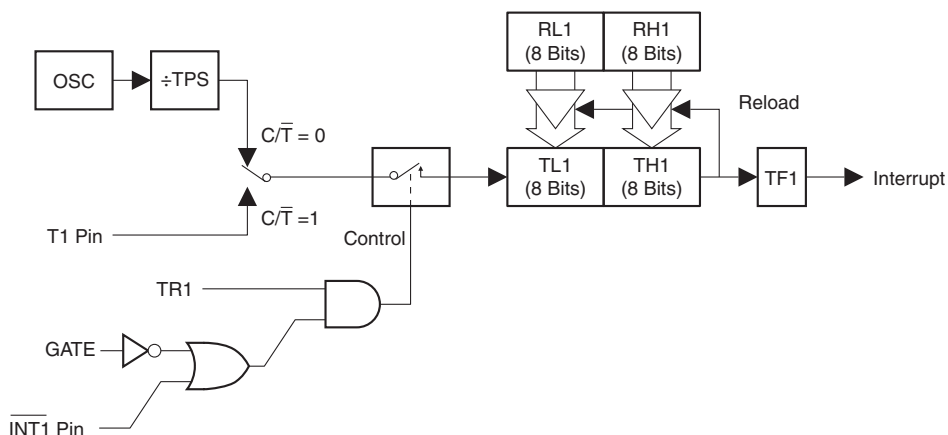 RL1
(8 Bits)
RH1
(8 Bits)
OSC
÷TPS
Reload
C/T̅ = 0
TL1
(8 Bits)
TH1
(8 Bits)
TF1
Interrupt
C/T̅ =1
T1 Pin
Control
TR1
GATE
I̅N̅T̅1̅ Pin